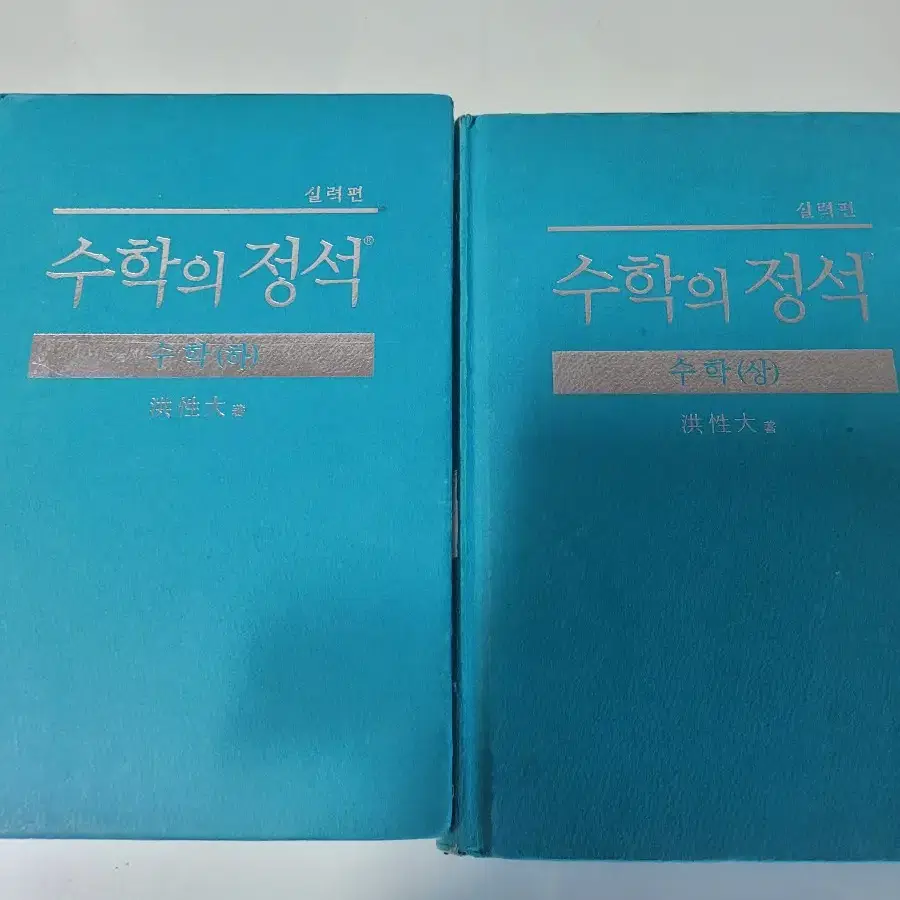 실력편
수학의 정석®
수학(하)
洪性大 著
실력편
수학의 정석
수학(상)
洪性大 著